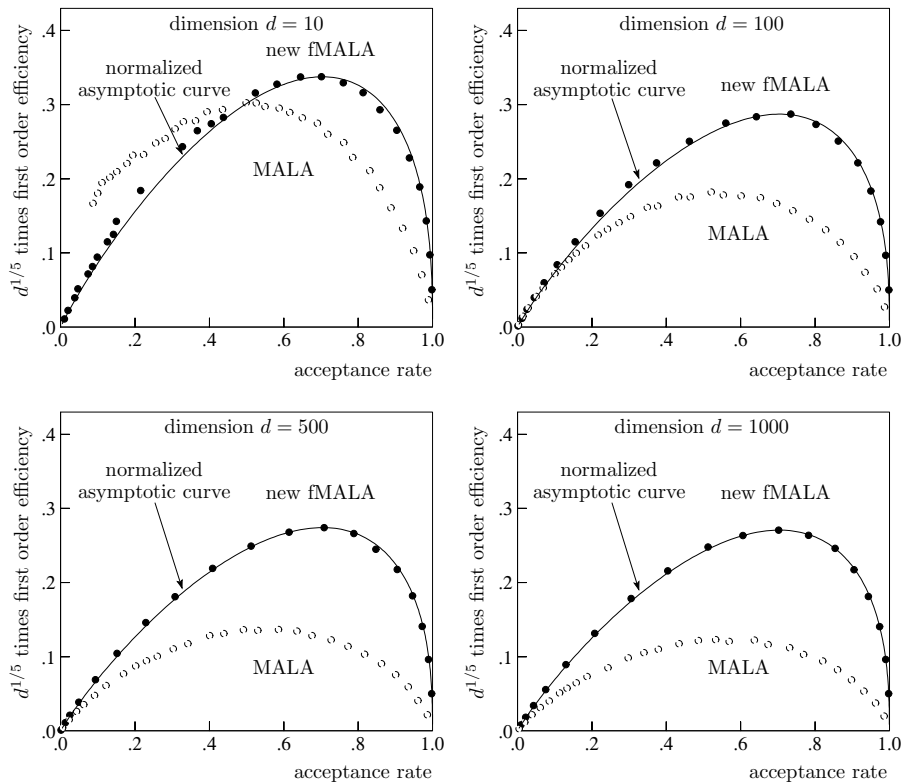 dimension d = 10
new fMALA
normalized
asymptotic curve
MALA
d^{1/5} times first order efficiency
.4
.3
.2
.1
.0
.0 .2 .4 .6 .8 1.0
acceptance rate
dimension d = 100
new fMALA
normalized
asymptotic curve
MALA
d^{1/5} times first order efficiency
.4
.3
.2
.1
.0
.0 .2 .4 .6 .8 1.0
acceptance rate
dimension d = 500
normalized
asymptotic curve
new fMALA
MALA
d^{1/5} times first order efficiency
.4
.3
.2
.1
.0
.0 .2 .4 .6 .8 1.0
acceptance rate
dimension d = 1000
normalized
asymptotic curve
new fMALA
MALA
d^{1/5} times first order efficiency
.4
.3
.2
.1
.0
.0 .2 .4 .6 .8 1.0
acceptance rate